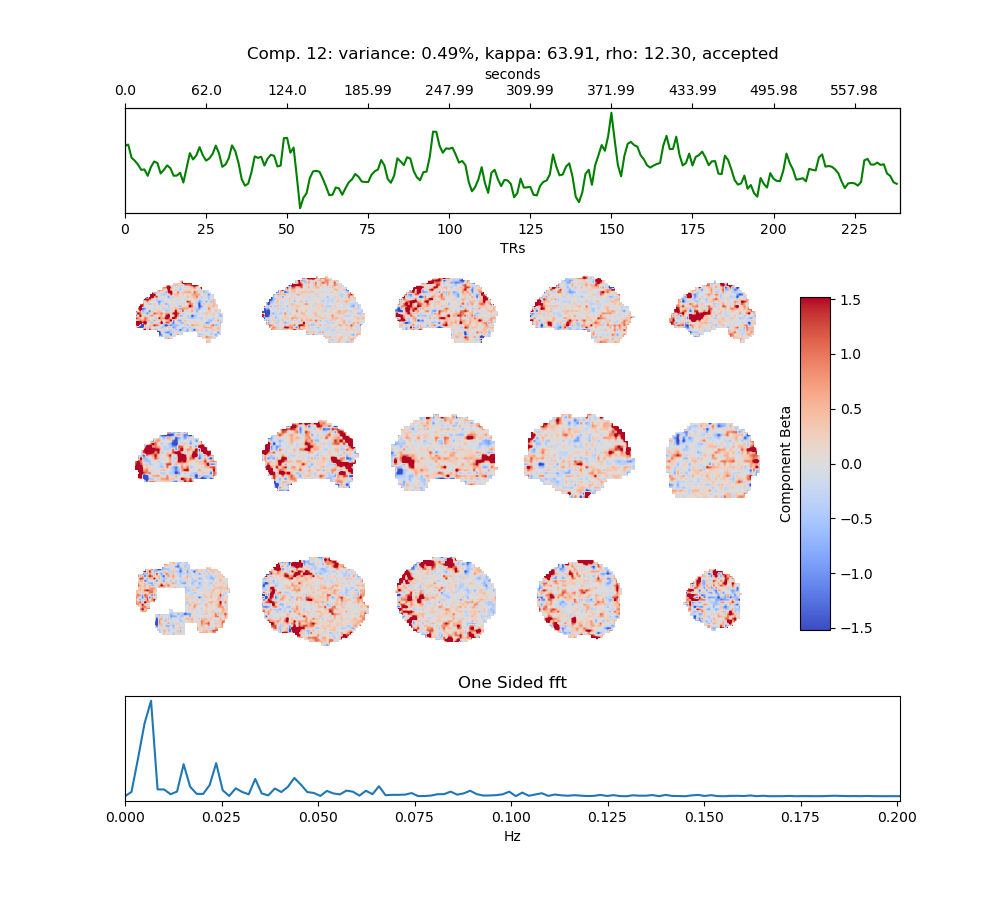 Comp. 12: variance: 0.49%, kappa: 63.91, rho: 12.30, accepted
seconds
0.0 62.0 124.0 185.99 247.99 309.99 371.99 433.99 495.98 557.98
0 25 50 75 100 125 150 175 200 225
TRs
1.5
1.0
0.5
0.0
−0.5
−1.0
−1.5
Component Beta
One Sided fft
0.000 0.025 0.050 0.075 0.100 0.125 0.150 0.175 0.200
Hz